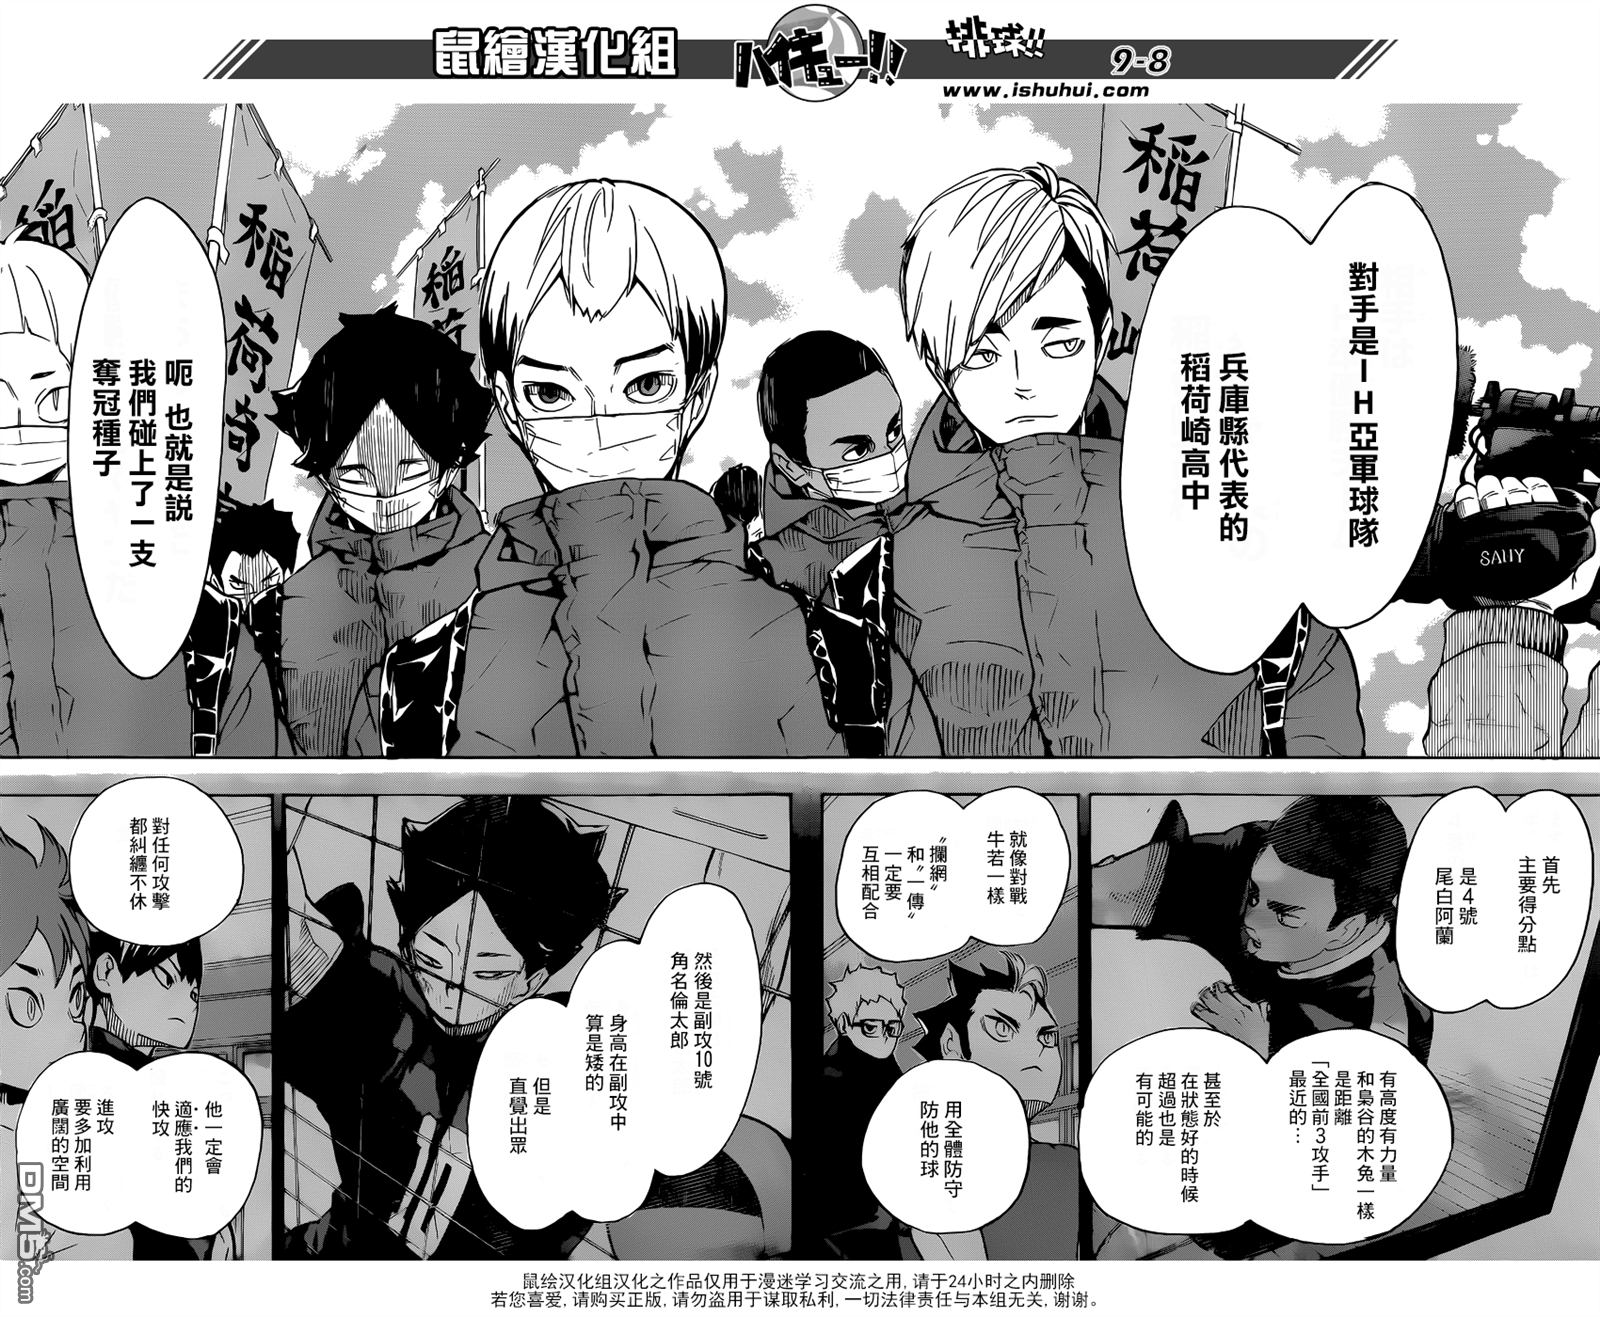 鼠繪漢化組
ハイキュー!!
排球!!
9-8
www.ishuhui.com
稲荷崎
稲荷
稲荷崎高
稲
對手是IH亞軍球隊
兵庫縣代表的
稻荷崎高中
SANY
呃 也就是説
我們碰上了一支
奪冠種子
首先
主要得分點
是4號
尾白阿蘭
有高度有力量
和梟谷的木兔一樣
是距離
「全國前3攻手」
最近的…
甚至於
在狀態好的時候
超過也是
有可能的
就像對戰
牛若一樣
“攔網”
和“一傳”
一定要
互相配合
用全體防守
防他的球
然後是副攻10號
角名倫太郎
身高在副攻中
算是矮的
但是
直覺出眾
10
對任何攻擊
都糾纏不休
他一定會
適應我們的
快攻
進攻
要多加利用
廣闊的空間
DM5.com
鼠绘汉化组汉化之作品仅用于漫迷学习交流之用,请于24小时之内删除
若您喜爱,请购买正版,请勿盗用于谋取私利,一切法律责任与本组无关,谢谢。